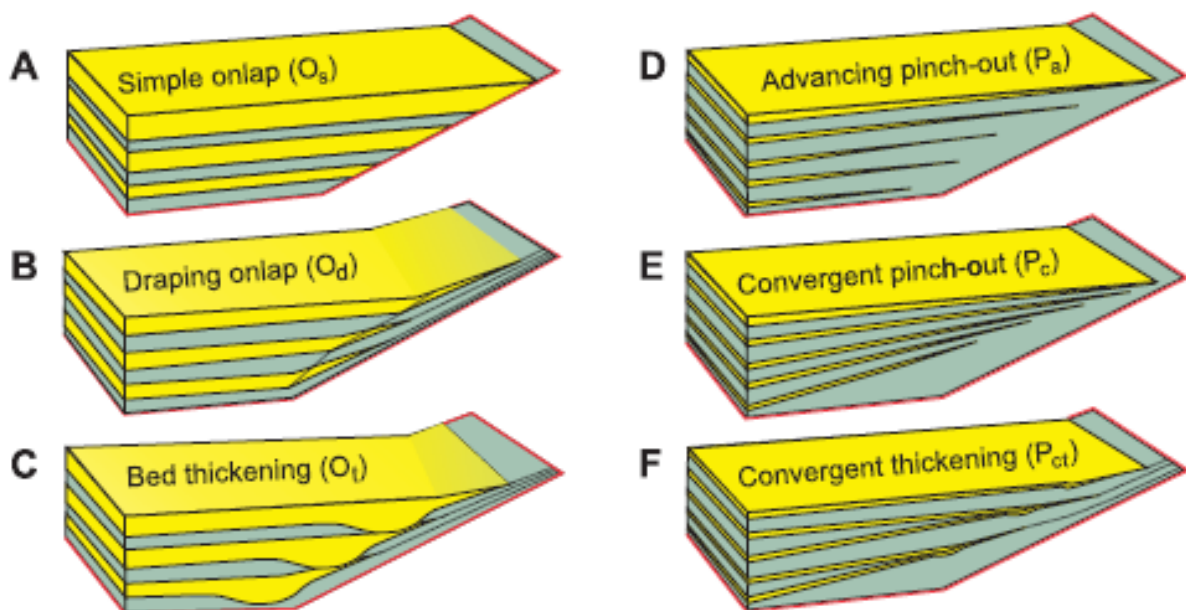 A
Simple onlap (Os)
B
Draping onlap (Od)
C
Bed thickening (Ot)
D
Advancing pinch-out (Pa)
E
Convergent pinch-out (Pc)
F
Convergent thickening (Pct)